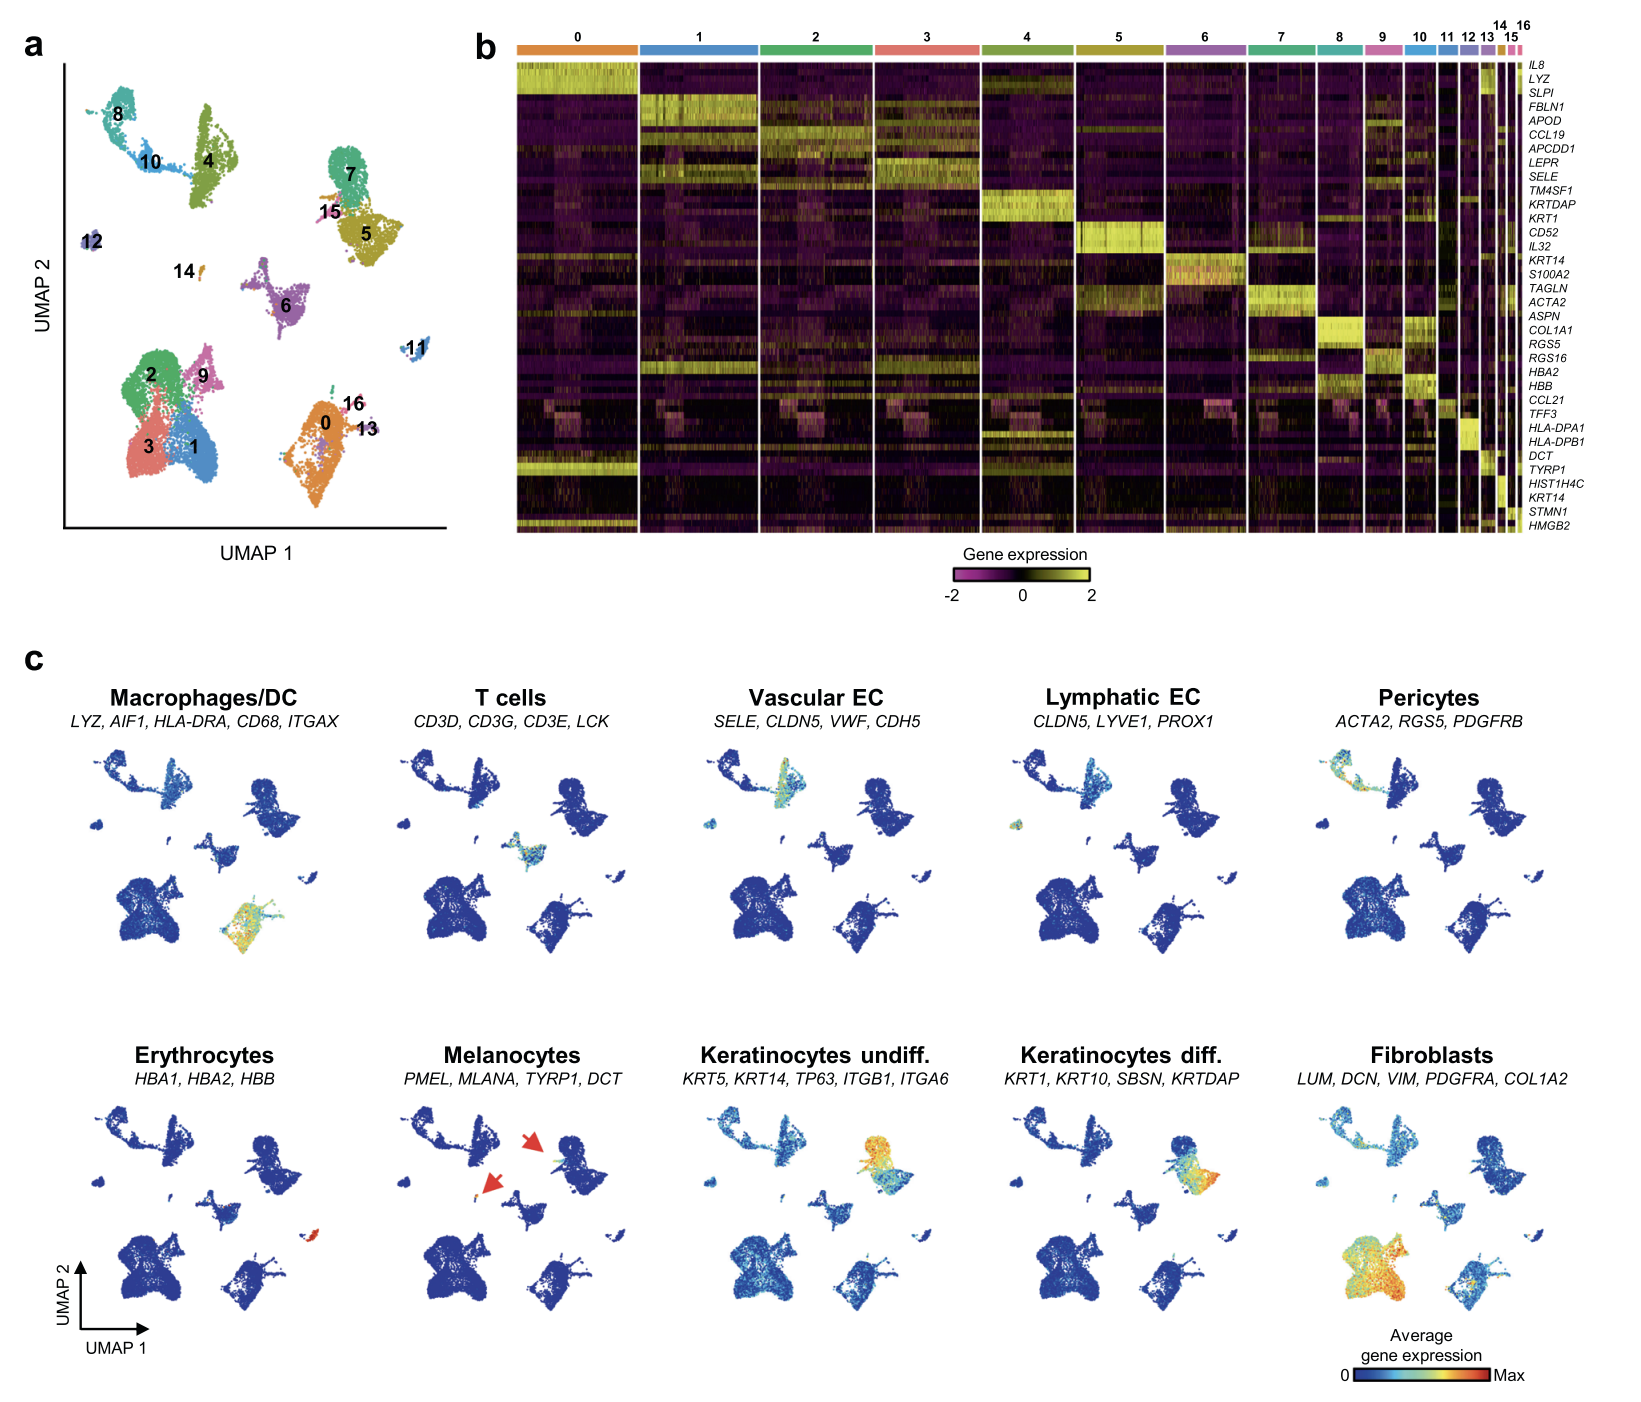 a
8
10
4
7
15
5
12
14
6
11
2
9
3
1
16
0
13
UMAP 2
UMAP 1
b
0 1 2 3 4 5 6 7 8 9 10 11 12 13 14 15 16
IL8
LYZ
SLPI
FBLN1
APOD
CCL19
APCDD1
LEPR
SELE
TM4SF1
KRTDAP
KRT1
CD52
IL32
KRT14
S100A2
TAGLN
ACTA2
ASPN
COL1A1
RGS5
RGS16
HBA2
HBB
CCL21
TFF3
HLA-DPA1
HLA-DPB1
DCT
TYRP1
HIST1H4C
KRT14
STMN1
HMGB2
Gene expression
-2 0 2
c
Macrophages/DC
LYZ, AIF1, HLA-DRA, CD68, ITGAX
T cells
CD3D, CD3G, CD3E, LCK
Vascular EC
SELE, CLDN5, VWF, CDH5
Lymphatic EC
CLDN5, LYVE1, PROX1
Pericytes
ACTA2, RGS5, PDGFRB
Erythrocytes
HBA1, HBA2, HBB
Melanocytes
PMEL, MLANA, TYRP1, DCT
Keratinocytes undiff.
KRT5, KRT14, TP63, ITGB1, ITGA6
Keratinocytes diff.
KRT1, KRT10, SBSN, KRTDAP
Fibroblasts
LUM, DCN, VIM, PDGFRA, COL1A2
UMAP 2
UMAP 1
Average
gene expression
0 Max